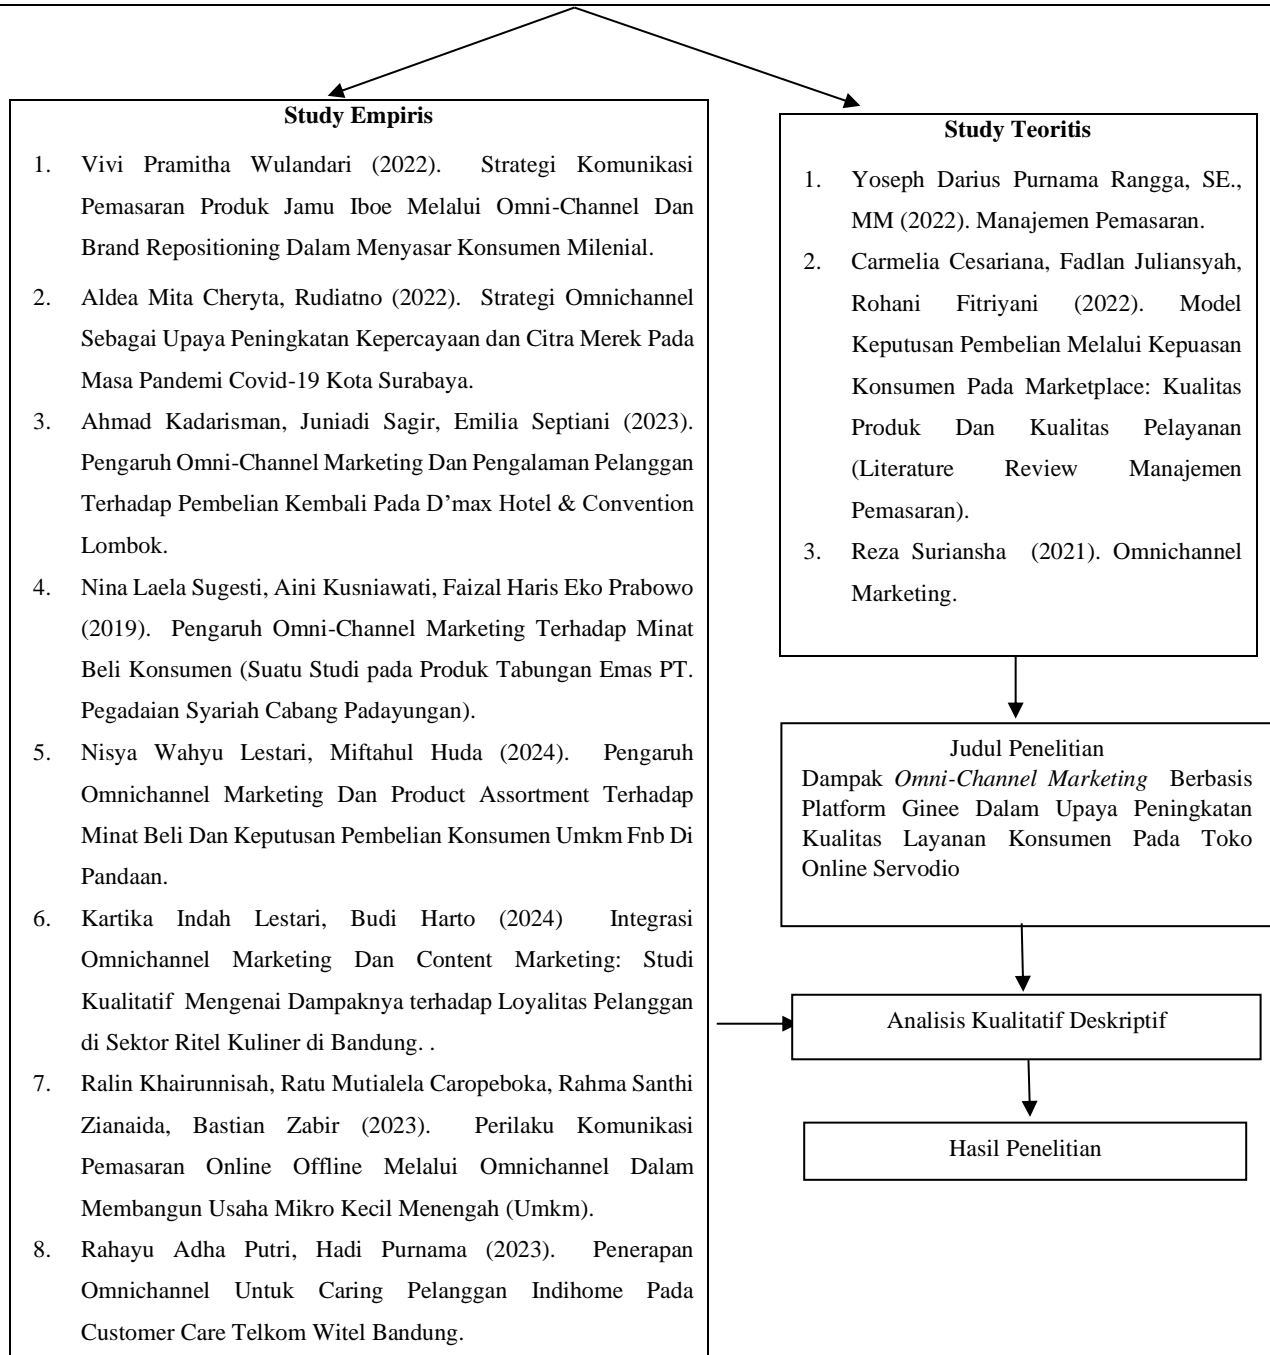 Study Empiris
1. Vivi Pramitha Wulandari (2022). Strategi Komunikasi
Pemasaran Produk Jamu Iboe Melalui Omni-Channel Dan
Brand Repositioning Dalam Menyasar Konsumen Milenial.
2. Aldea Mita Cheryta, Rudiatno (2022). Strategi Omnichannel
Sebagai Upaya Peningkatan Kepercayaan dan Citra Merek Pada
Masa Pandemi Covid-19 Kota Surabaya.
3. Ahmad Kadarisman, Juniadi Sagir, Emilia Septiani (2023).
Pengaruh Omni-Channel Marketing Dan Pengalaman Pelanggan
Terhadap Pembelian Kembali Pada D’max Hotel & Convention
Lombok.
4. Nina Laela Sugesti, Aini Kusniawati, Faizal Haris Eko Prabowo
(2019). Pengaruh Omni-Channel Marketing Terhadap Minat
Beli Konsumen (Suatu Studi pada Produk Tabungan Emas PT.
Pegadaian Syariah Cabang Padayungan).
5. Nisya Wahyu Lestari, Miftahul Huda (2024). Pengaruh
Omnichannel Marketing Dan Product Assortment Terhadap
Minat Beli Dan Keputusan Pembelian Konsumen Umkm Fnb Di
Pandaan.
6. Kartika Indah Lestari, Budi Harto (2024) Integrasi
Omnichannel Marketing Dan Content Marketing: Studi
Kualitatif Mengenai Dampaknya terhadap Loyalitas Pelanggan
di Sektor Ritel Kuliner di Bandung. .
7. Ralin Khairunnisah, Ratu Mutialela Caropeboka, Rahma Santhi
Zianaida, Bastian Zabir (2023). Perilaku Komunikasi
Pemasaran Online Offline Melalui Omnichannel Dalam
Membangun Usaha Mikro Kecil Menengah (Umkm).
8. Rahayu Adha Putri, Hadi Purnama (2023). Penerapan
Omnichannel Untuk Caring Pelanggan Indihome Pada
Customer Care Telkom Witel Bandung.
Study Teoritis
1. Yoseph Darius Purnama Rangga, SE.,
MM (2022). Manajemen Pemasaran.
2. Carmelia Cesariana, Fadlan Juliansyah,
Rohani Fitriyani (2022). Model
Keputusan Pembelian Melalui Kepuasan
Konsumen Pada Marketplace: Kualitas
Produk Dan Kualitas Pelayanan
(Literature Review Manajemen
Pemasaran).
3. Reza Suriansha (2021). Omnichannel
Marketing.
Judul Penelitian
Dampak Omni-Channel Marketing Berbasis
Platform Ginee Dalam Upaya Peningkatan
Kualitas Layanan Konsumen Pada Toko
Online Servodio
Analisis Kualitatif Deskriptif
Hasil Penelitian